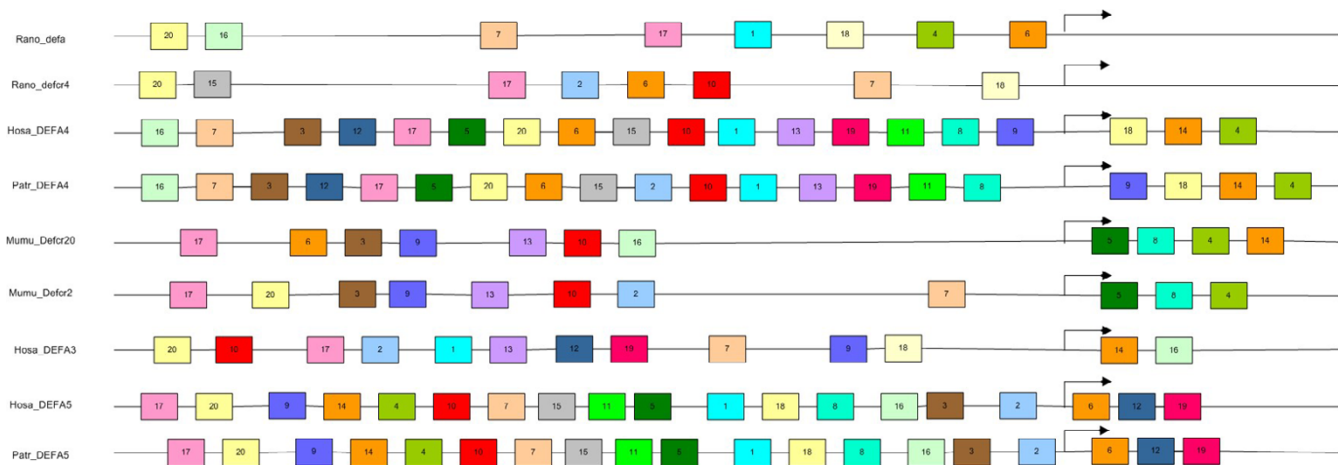 Rano_defa 20 16 7 17 1 18 4 6
Rano_defcr4 20 15 17 2 6 10 7 18
Hosa_DEFA4 16 7 3 12 17 5 20 6 15 10 1 13 19 11 8 9 18 14 4
Patr_DEFA4 16 7 3 12 17 5 20 6 15 2 10 1 13 19 11 8 9 18 14 4
Mumu_Defcr20 17 6 3 9 13 10 16 5 8 4 14
Mumu_Defcr2 17 20 3 9 13 10 2 7 5 8 4
Hosa_DEFA3 20 10 17 2 1 13 12 19 7 9 18 14 16
Hosa_DEFA5 17 20 9 14 4 10 7 15 11 5 1 18 8 16 3 2 6 12 19
Patr_DEFA5 17 20 9 14 4 10 7 15 11 5 1 18 8 16 3 2 6 12 19